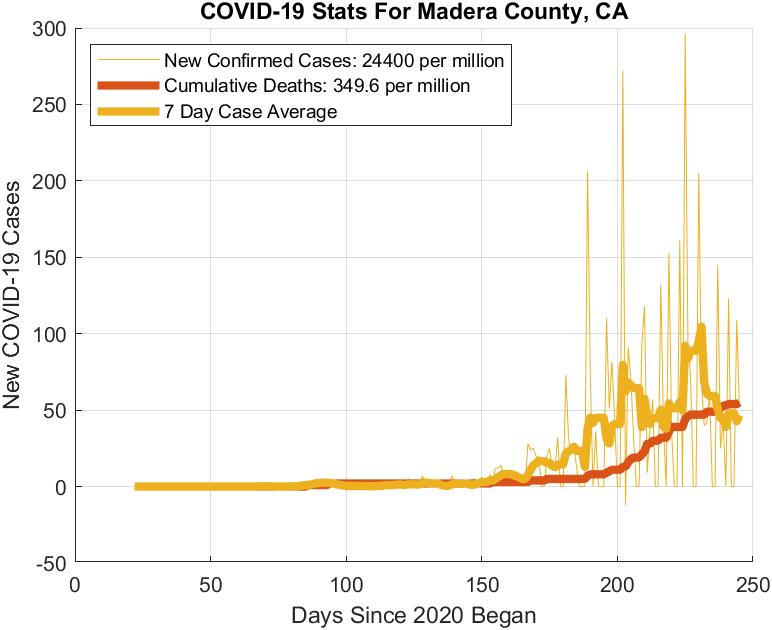 COVID-19 Stats For Madera County, CA
300
New Confirmed Cases: 24400 per million
Cumulative Deaths: 349.6 per million
7 Day Case Average
250
200
150
100
50
0
-50
New COVID-19 Cases
0 50 100 150 200 250
Days Since 2020 Began